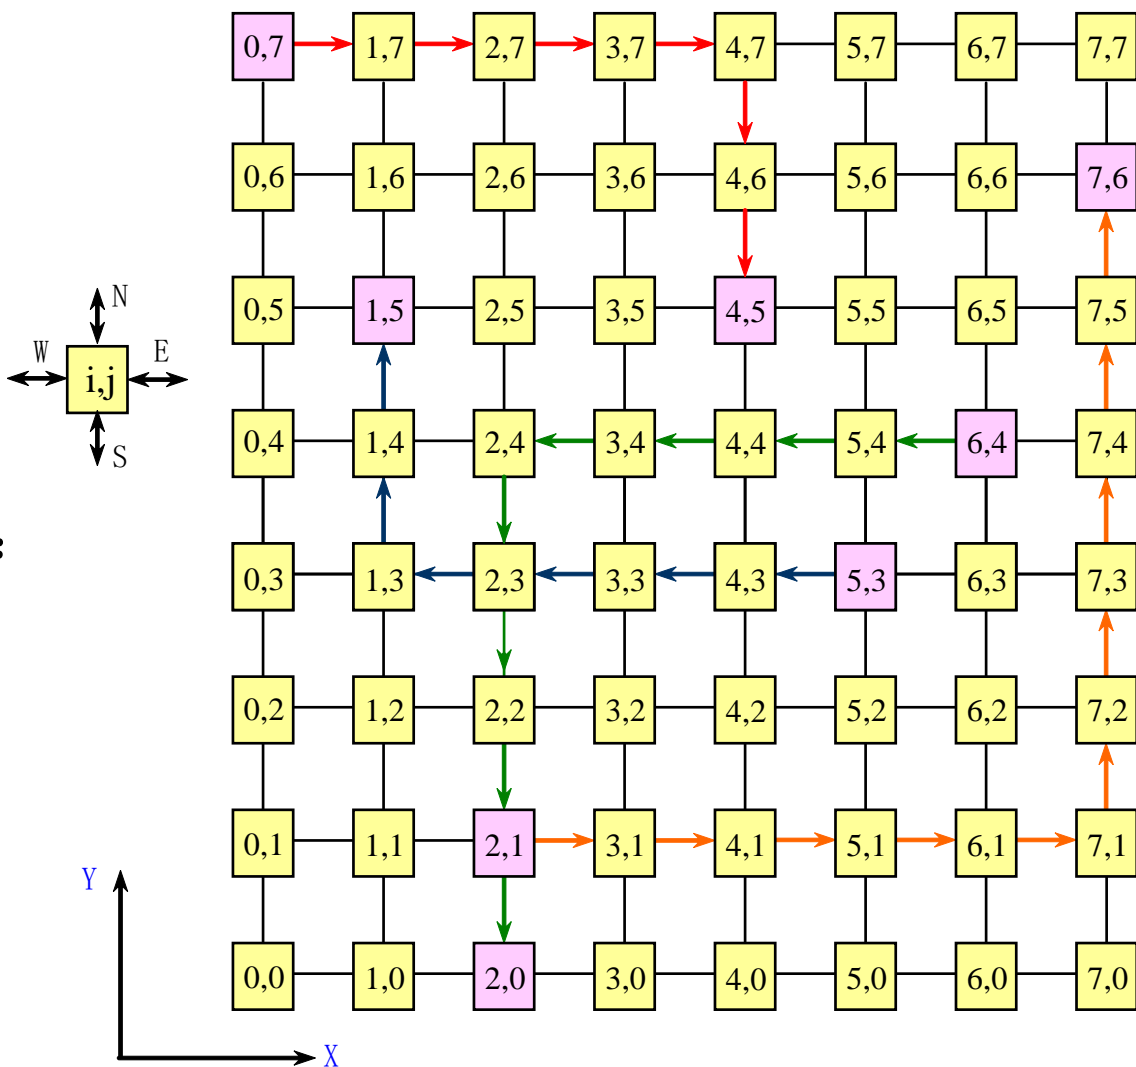 0,7 1,7 2,7 3,7 4,7 5,7 6,7 7,7
0,6 1,6 2,6 3,6 4,6 5,6 6,6 7,6
0,5 1,5 2,5 3,5 4,5 5,5 6,5 7,5
N
W E
i,j
S
0,4 1,4 2,4 3,4 4,4 5,4 6,4 7,4
:
0,3 1,3 2,3 3,3 4,3 5,3 6,3 7,3
0,2 1,2 2,2 3,2 4,2 5,2 6,2 7,2
0,1 1,1 2,1 3,1 4,1 5,1 6,1 7,1
Y
0,0 1,0 2,0 3,0 4,0 5,0 6,0 7,0
X